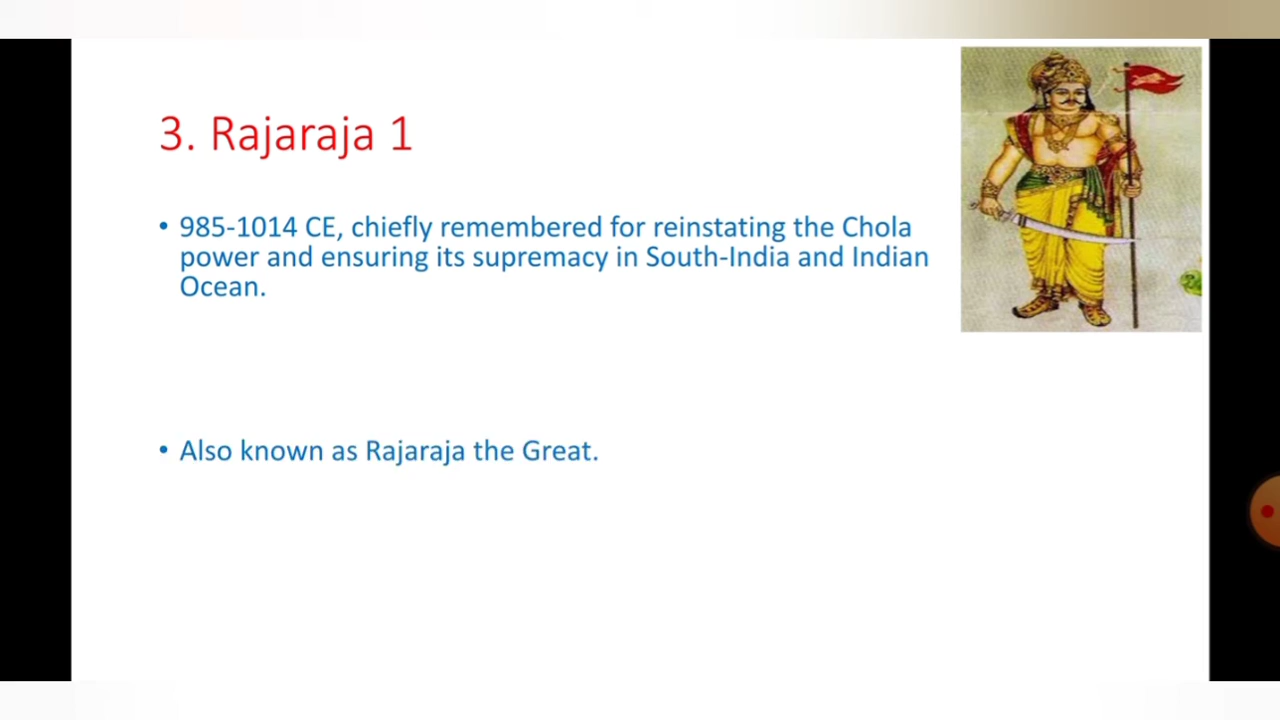 3. Rajaraja 1
• 985-1014 CE, chiefly remembered for reinstating the Chola
power and ensuring its supremacy in South-India and Indian
Ocean.
• Also known as Rajaraja the Great.